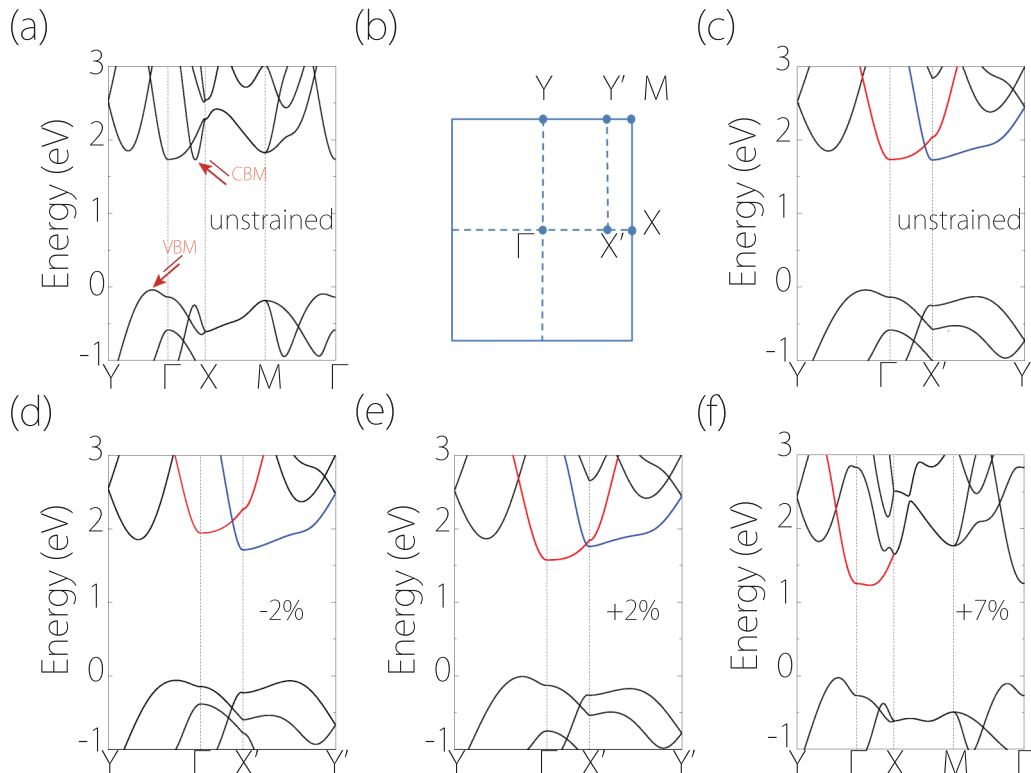 (a)
3
2
1
0
-1
Energy (eV)
CBM
unstrained
VBM
Y Γ X M Γ
(b)
Y Y′ M
Γ X′ X
(c)
3
2
1
0
-1
Energy (eV)
unstrained
Y Γ X′ Y
(d)
3
2
1
0
-1
Energy (eV)
-2%
Y Γ X′ Y′
(e)
3
2
1
0
-1
Energy (eV)
+2%
Y Γ X′ Y′
(f)
3
2
1
0
-1
Energy (eV)
+7%
Y Γ X M Γ